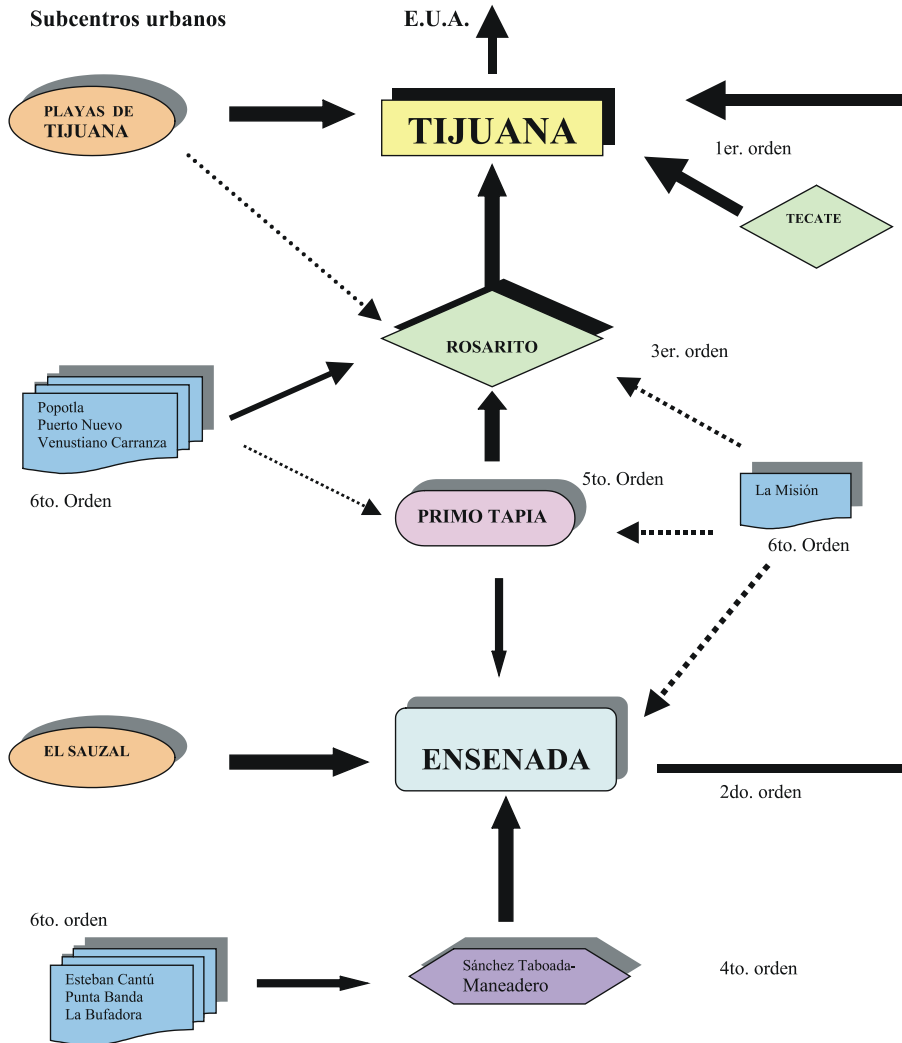 Subcentros urbanos
E.U.A.
PLAYAS DE
TIJUANA
TIJUANA
1er. orden
TECATE
ROSARITO
3er. orden
Popotla
Puerto Nuevo
Venustiano Carranza
6to. Orden
5to. Orden
PRIMO TAPIA
La Misión
6to. Orden
EL SAUZAL
ENSENADA
2do. orden
6to. orden
Esteban Cantú
Punta Banda
La Bufadora
Sánchez Taboada-
Maneadero
4to. orden